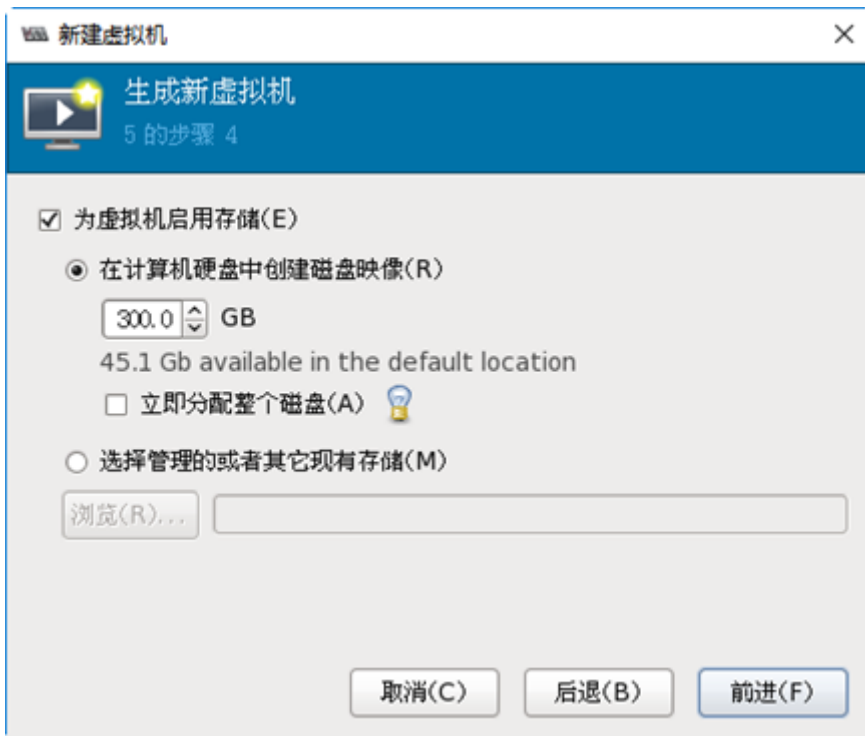 新建虚拟机
生成新虚拟机
5 的步骤 4
为虚拟机启用存储(E)
在计算机硬盘中创建磁盘映像(R)
300.0 GB
45.1 Gb available in the default location
立即分配整个磁盘(A)
选择管理的或者其它现有存储(M)
浏览(R)...
取消(C) 后退(B) 前进(F)